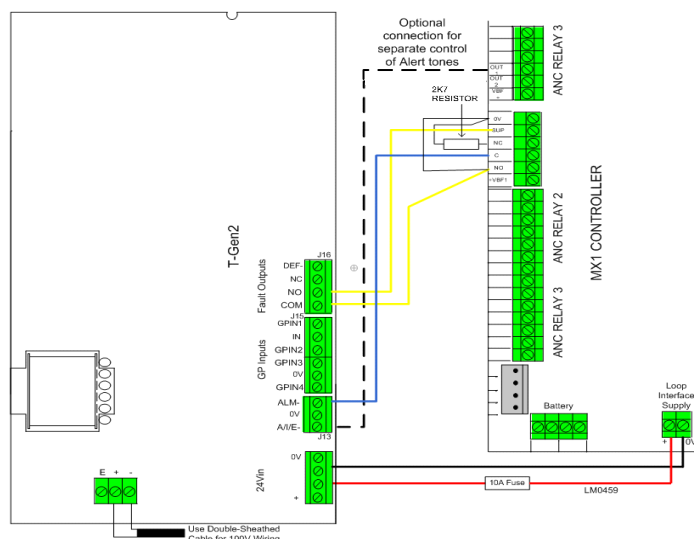 Optional
connection for
separate control
of Alert tones
OUT
1
OUT
2
VBF
+
ANC RELAY 3
2K7
RESISTOR
0V
SUP
NC
C
NO
+VBF1
ANC RELAY 2
MX1 CONTROLLER
ANC RELAY 3
T-Gen2
Fault Outputs
J16
DEF-
NC
NO
COM
J15
GP Inputs
GPIN1
IN
GPIN2
GPIN3
0V
GPIN4
ALM-
0V
A/I/E-
J13
24Vin
0V
+
Battery
Loop
Interface
Supply
+ 0V
10A Fuse
LM0459
E + -
Use Double-Sheathed
Cable for 100V Wiring